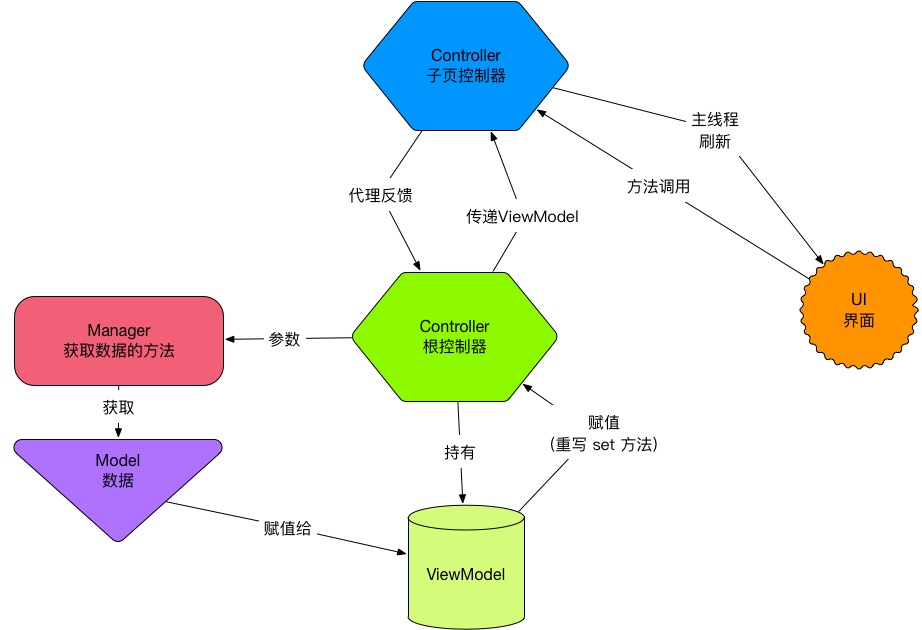 Controller
子页控制器
主线程
刷新
方法调用
代理反馈
传递ViewModel
UI
界面
Manager
获取数据的方法
参数
Controller
根控制器
获取
赋值
（重写 set 方法）
持有
Model
数据
赋值给
ViewModel